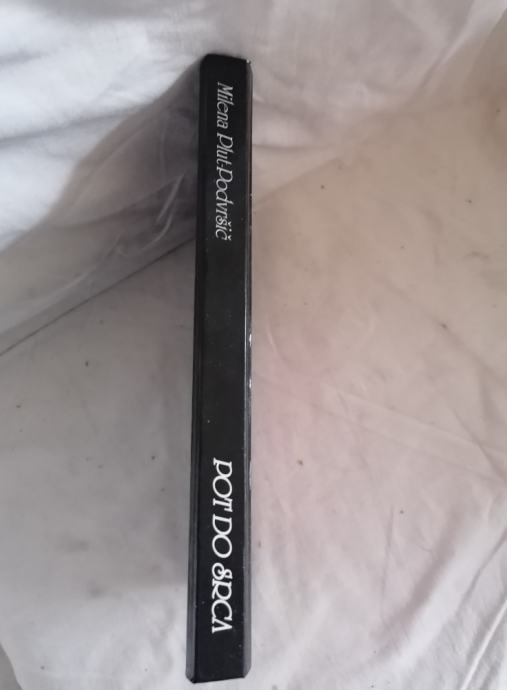 Milena Plut-Podvršič
POT DO SRCA